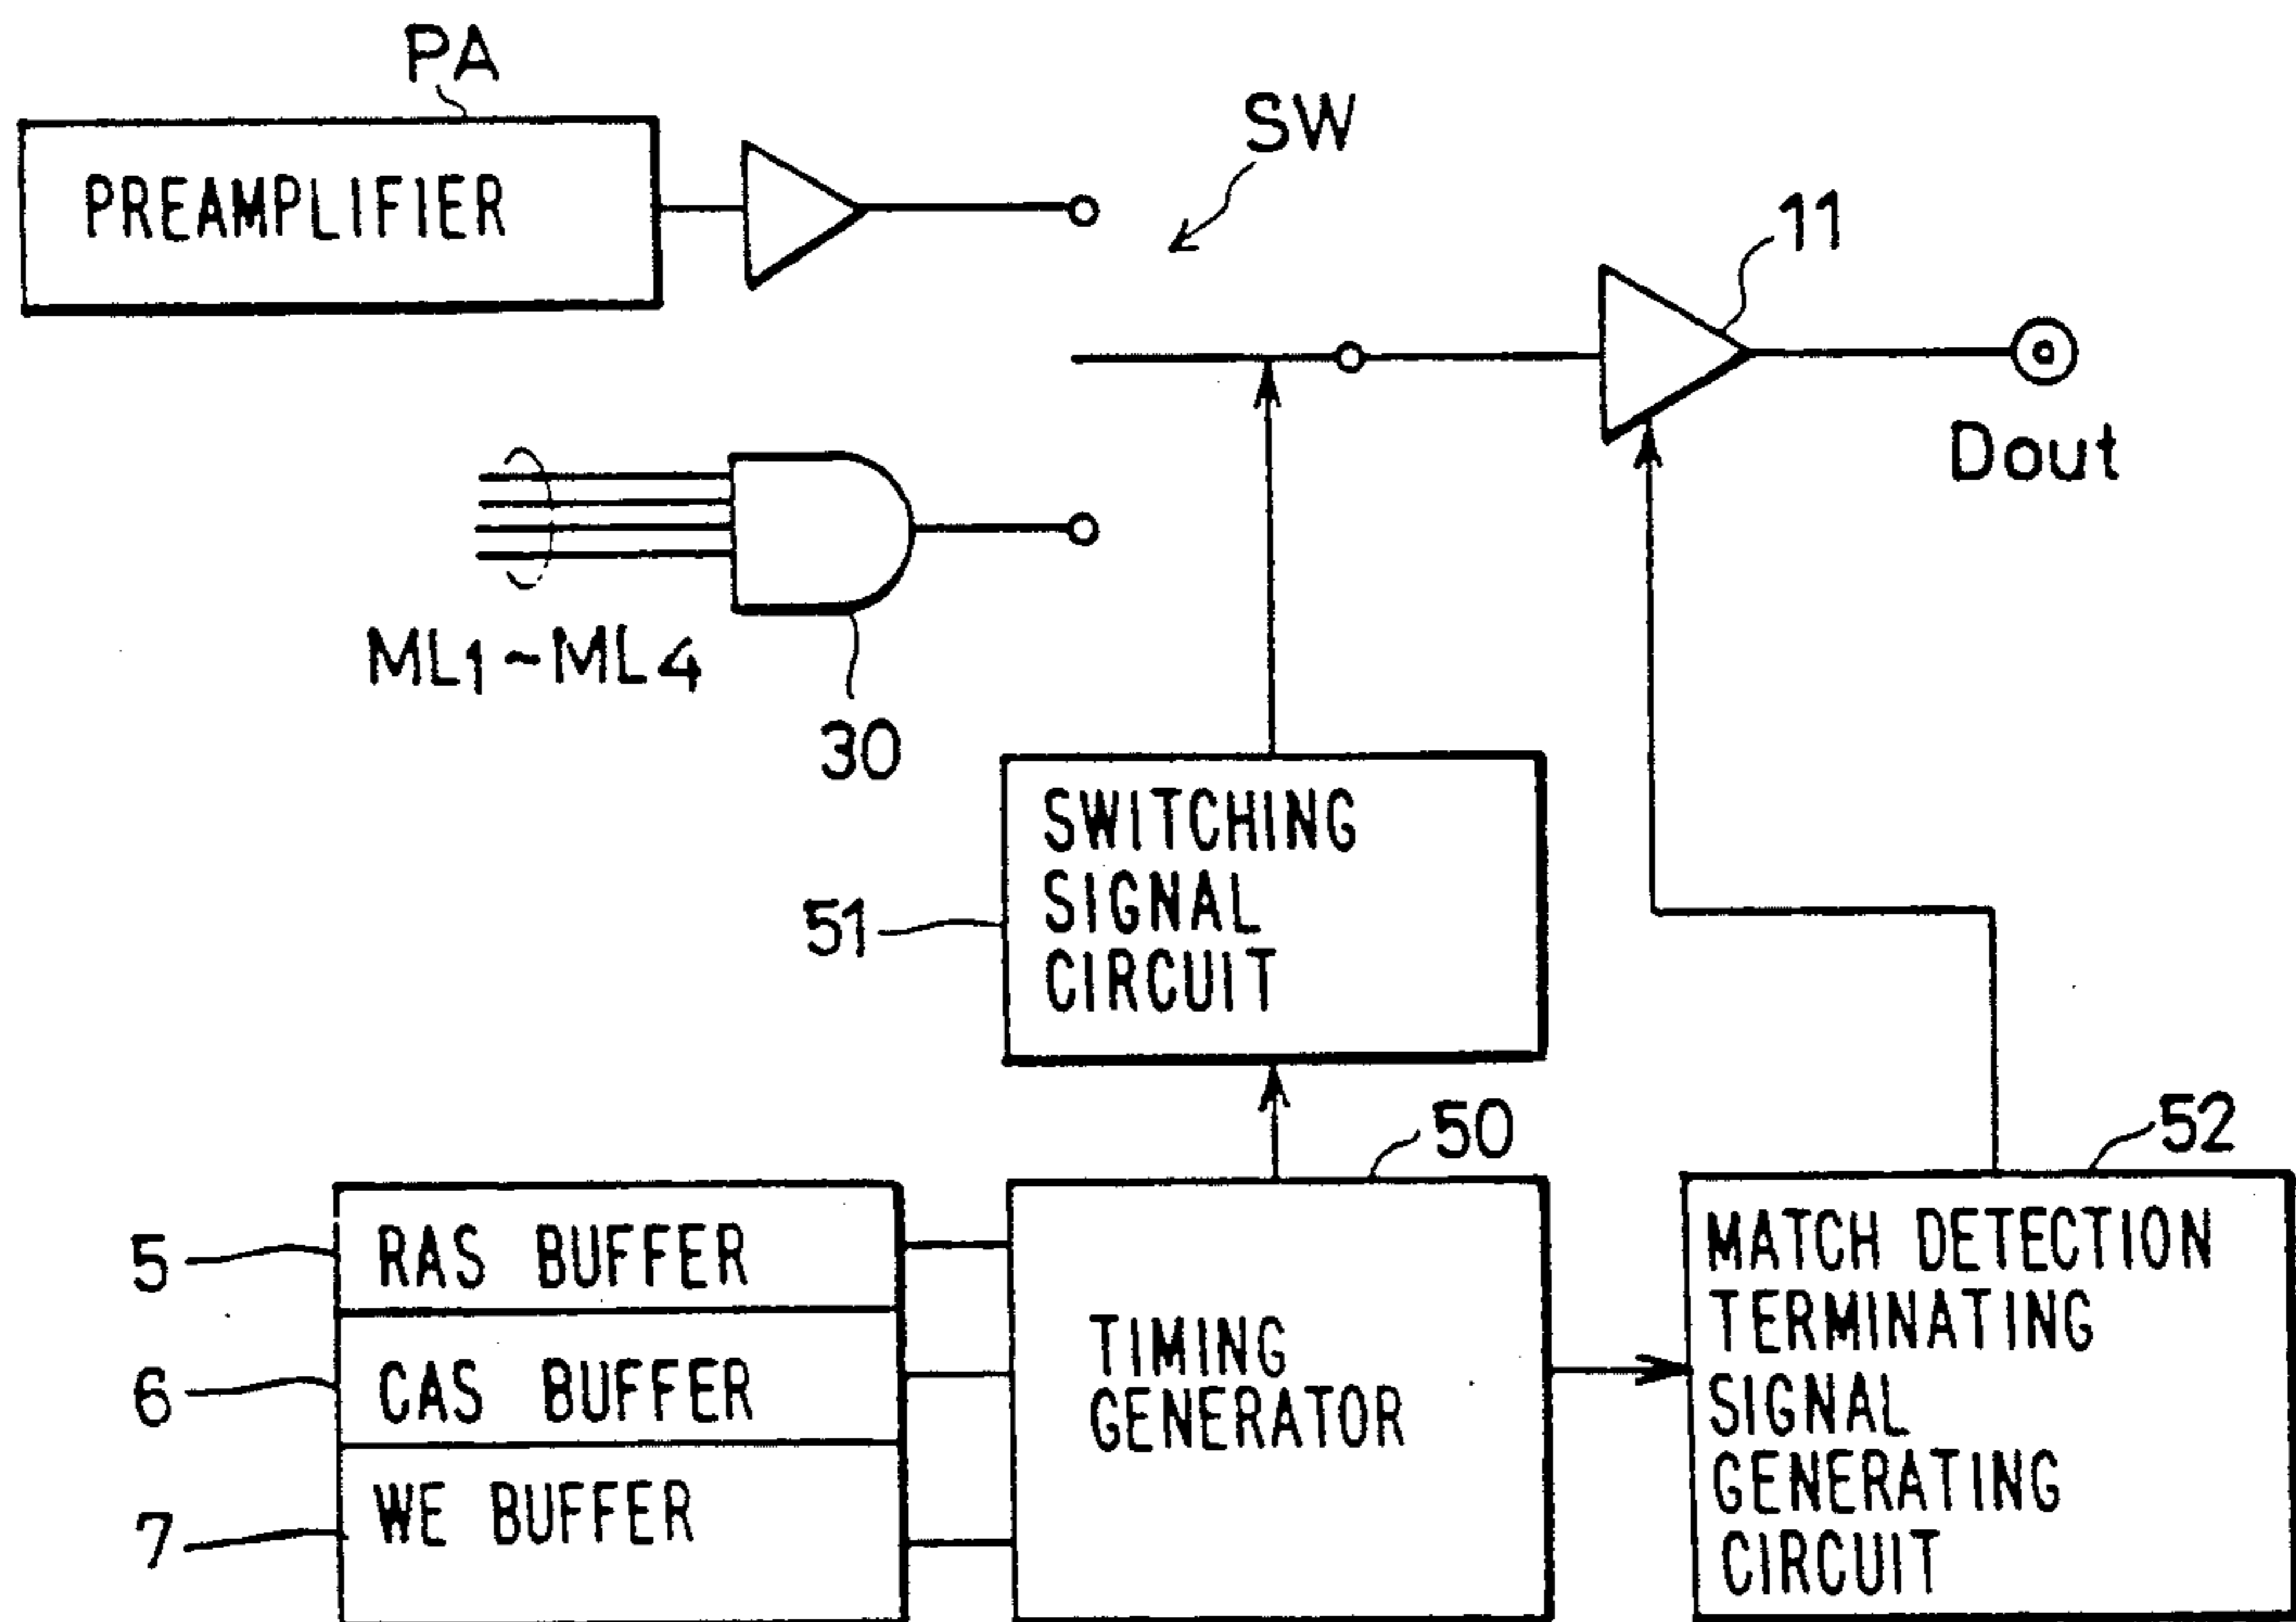 PA
PREAMPLIFIER
SW
11
Dout
ML1~ML4
30
SWITCHING
SIGNAL
CIRCUIT
51
50
52
5
RAS BUFFER
6
CAS BUFFER
7
WE BUFFER
TIMING
GENERATOR
MATCH DETECTION
TERMINATING
SIGNAL
GENERATING
CIRCUIT